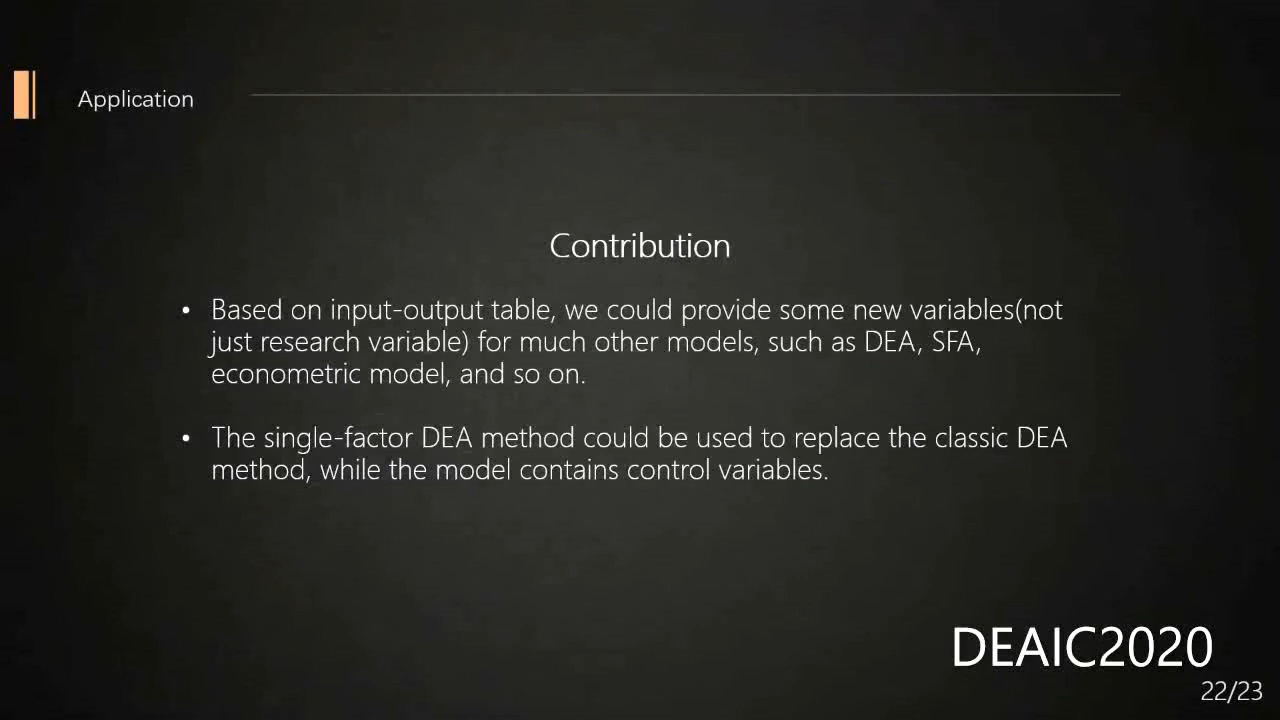 Application
Contribution
• Based on input-output table, we could provide some new variables(not
just research variable) for much other models, such as DEA, SFA,
econometric model, and so on.
• The single-factor DEA method could be used to replace the classic DEA
method, while the model contains control variables.
DEAIC2020
22/23